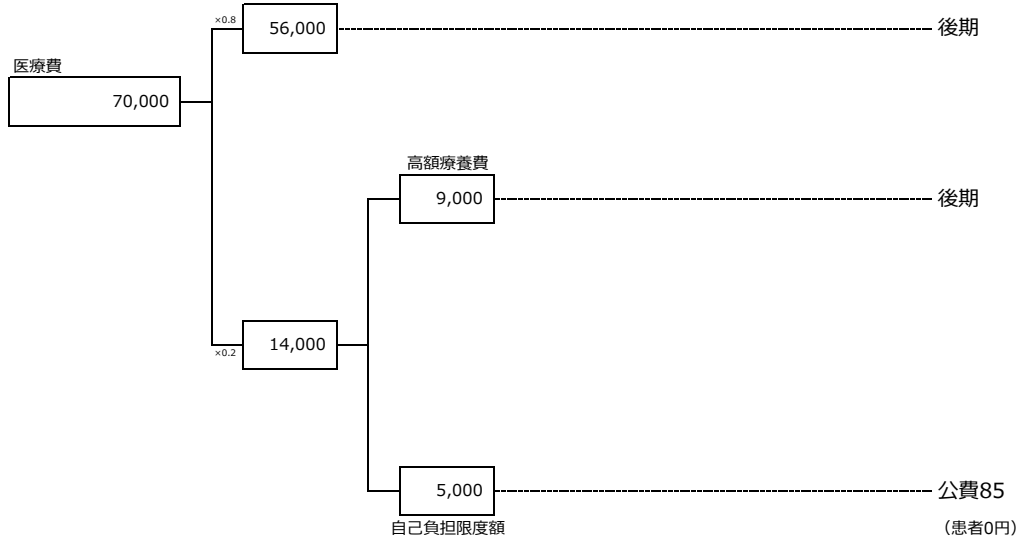 ×0.8
56,000
後期
医療費
70,000
高額療養費
9,000
後期
×0.2
14,000
5,000
公費85
自己負担限度額
（患者0円）